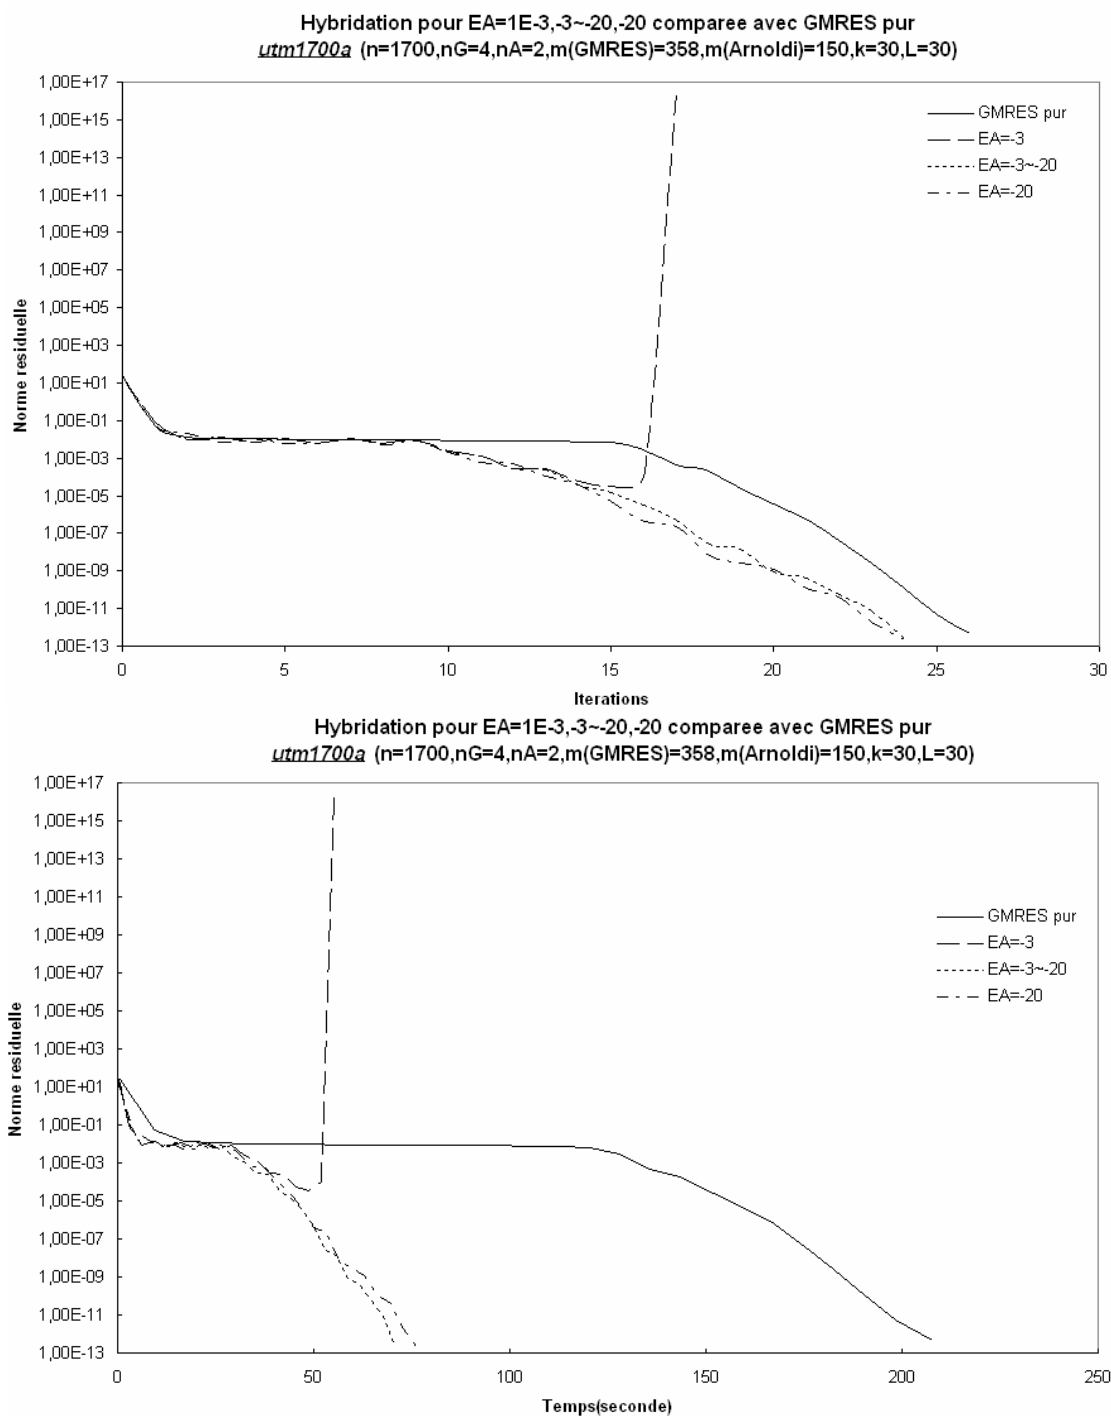 Hybridation pour EA=1E-3,-3~-20,-20 comparee avec GMRES pur
utm1700a (n=1700,nG=4,nA=2,m(GMRES)=358,m(Arnoldi)=150,k=30,L=30)
1,00E+17
1,00E+15
1,00E+13
1,00E+11
1,00E+09
1,00E+07
1,00E+05
1,00E+03
1,00E+01
1,00E-01
1,00E-03
1,00E-05
1,00E-07
1,00E-09
1,00E-11
1,00E-13
Norme residuelle
GMRES pur
EA=-3
EA=-3~-20
EA=-20
0 5 10 15 20 25 30
Iterations
Hybridation pour EA=1E-3,-3~-20,-20 comparee avec GMRES pur
utm1700a (n=1700,nG=4,nA=2,m(GMRES)=358,m(Arnoldi)=150,k=30,L=30)
1,00E+17
1,00E+15
1,00E+13
1,00E+11
1,00E+09
1,00E+07
1,00E+05
1,00E+03
1,00E+01
1,00E-01
1,00E-03
1,00E-05
1,00E-07
1,00E-09
1,00E-11
1,00E-13
Norme residuelle
GMRES pur
EA=-3
EA=-3~-20
EA=-20
0 50 100 150 200 250
Temps(seconde)